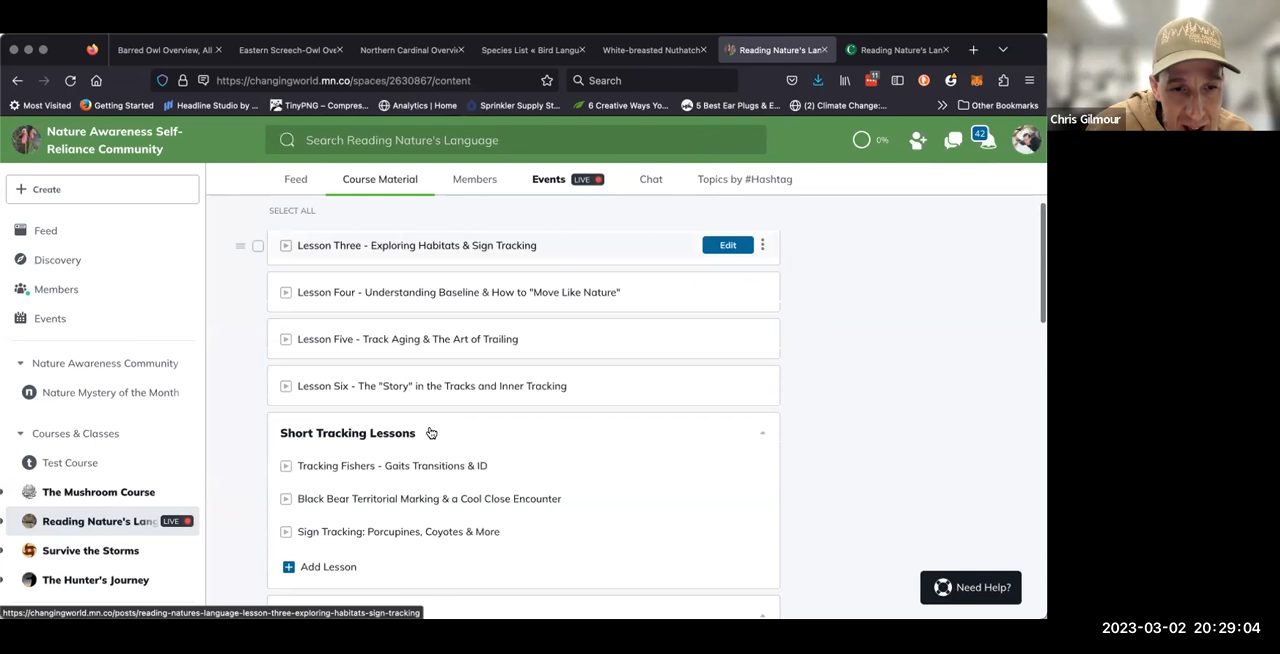 Barred Owl Overview, All
Eastern Screech-Owl Ove
Northern Cardinal Overvi
Species List « Bird Langu
White-breasted Nuthatch
Reading Nature's Lan
Reading Nature's Lan
https://changingworld.mn.co/spaces/2630867/content
Search
11
Most Visited
Getting Started
Headline Studio by ...
TinyPNG – Compres...
Analytics | Home
Sprinkler Supply St...
6 Creative Ways Yo...
5 Best Ear Plugs & E...
(2) Climate Change:...
Other Bookmarks
Chris Gilmour
Nature Awareness Self-
Reliance Community
Search Reading Nature's Language
0%
42
Create
Feed
Course Material
Members
Events LIVE
Chat
Topics by #Hashtag
SELECT ALL
Feed
Discovery
Members
Events
Nature Awareness Community
Nature Mystery of the Month
Courses & Classes
Test Course
The Mushroom Course
Reading Nature's Lang LIVE
Survive the Storms
The Hunter's Journey
Lesson Three - Exploring Habitats & Sign Tracking
Edit
Lesson Four - Understanding Baseline & How to "Move Like Nature"
Lesson Five - Track Aging & The Art of Trailing
Lesson Six - The "Story" in the Tracks and Inner Tracking
Short Tracking Lessons
Tracking Fishers - Gaits Transitions & ID
Black Bear Territorial Marking & a Cool Close Encounter
Sign Tracking: Porcupines, Coyotes & More
Add Lesson
Need Help?
https://changingworld.mn.co/posts/reading-natures-language-lesson-three-exploring-habitats-sign-tracking
2023-03-02 20:29:04